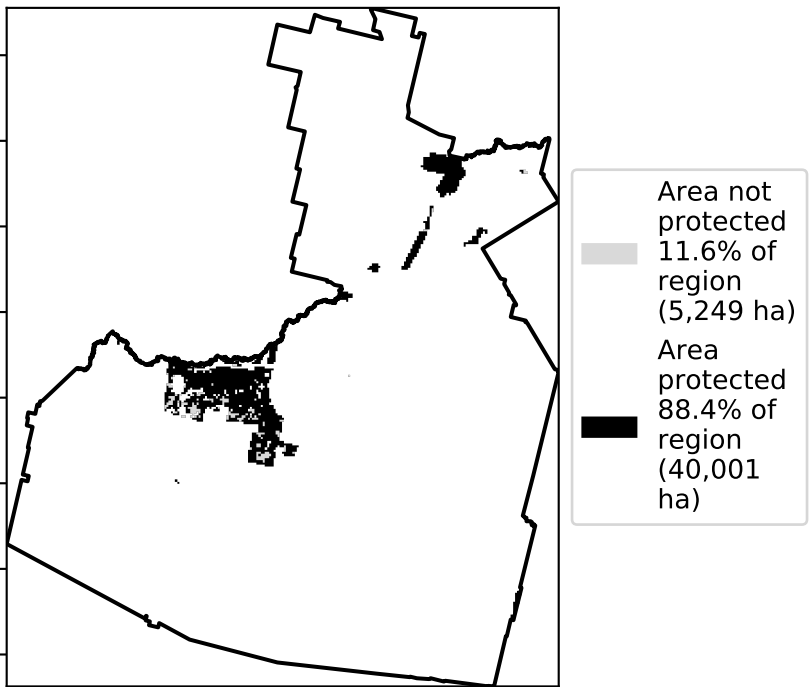 Area not
protected
11.6% of
region
(5,249 ha)
Area
protected
88.4% of
region
(40,001
ha)